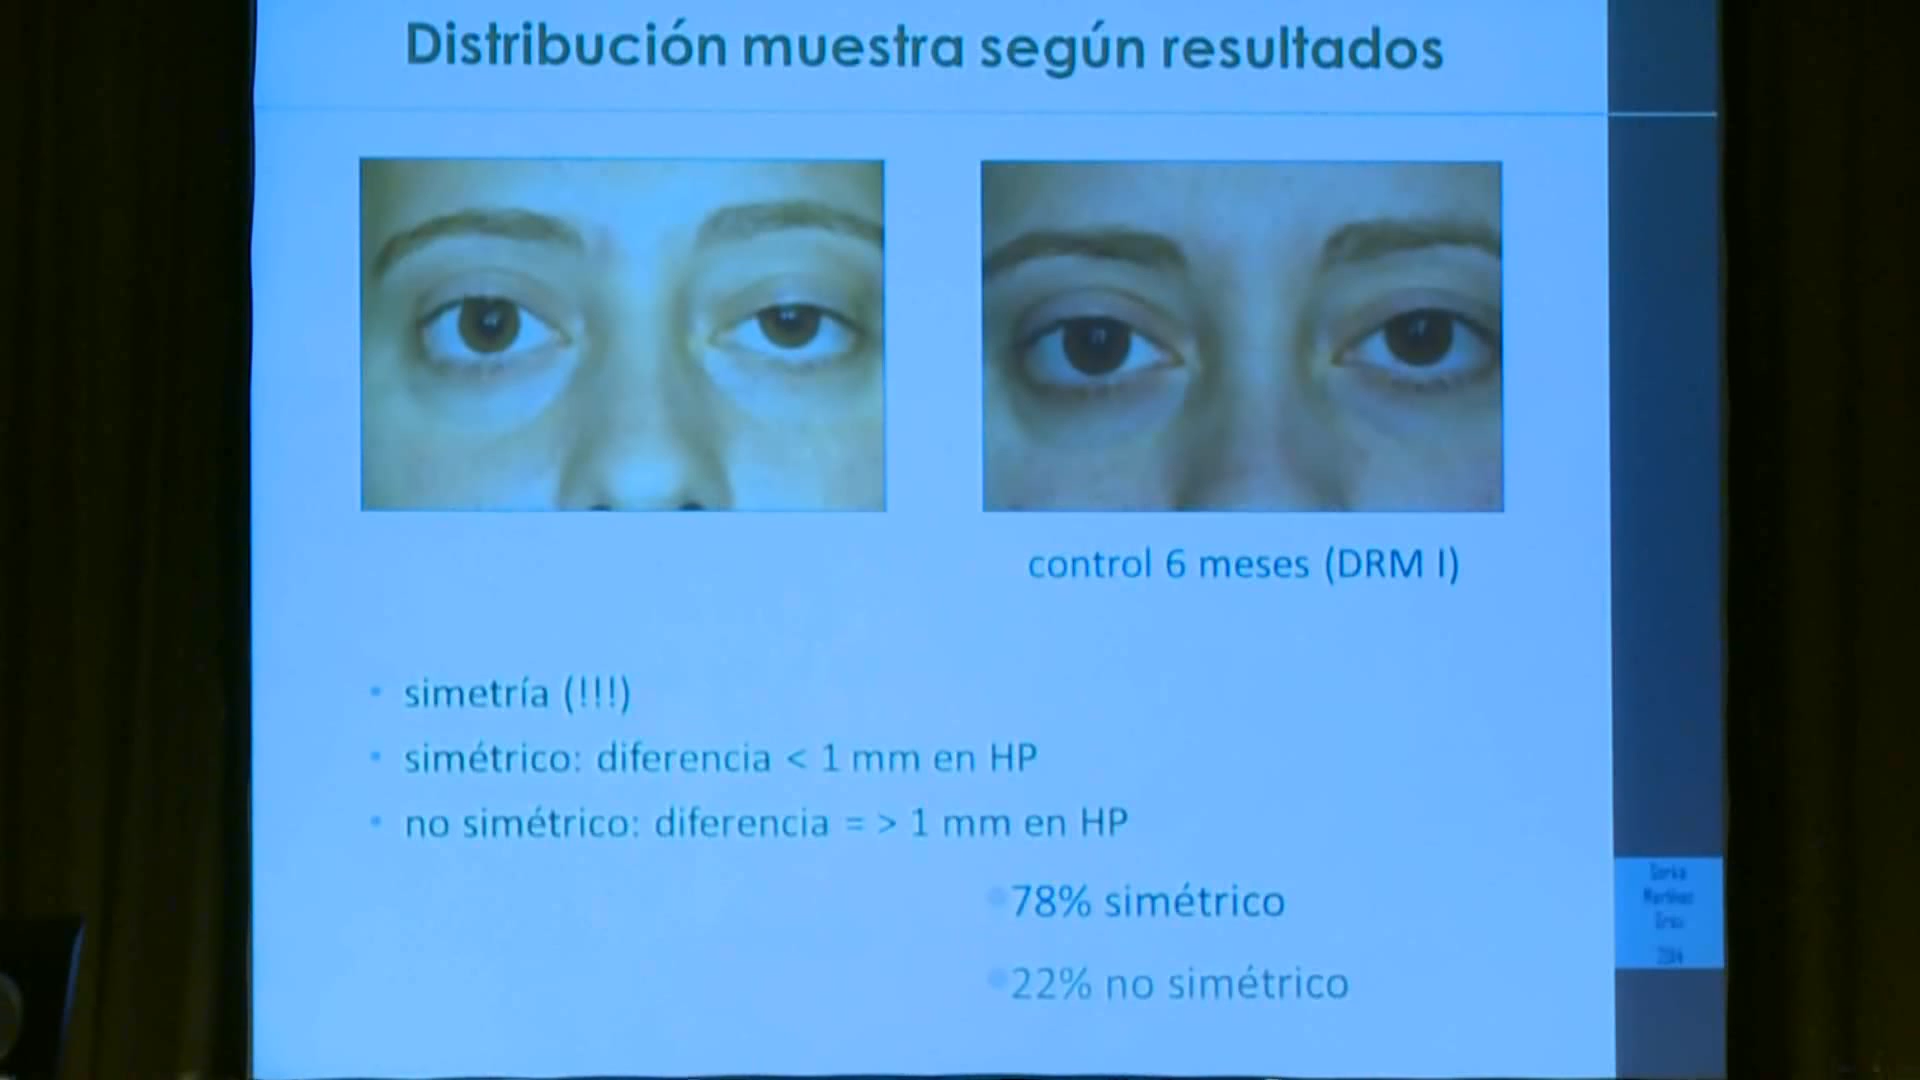 Distribución muestra según resultados
control 6 meses (DRM I)
• simetría (!!!)
• simétrico: diferencia < 1 mm en HP
• no simétrico: diferencia = > 1 mm en HP
•78% simétrico
•22% no simétrico